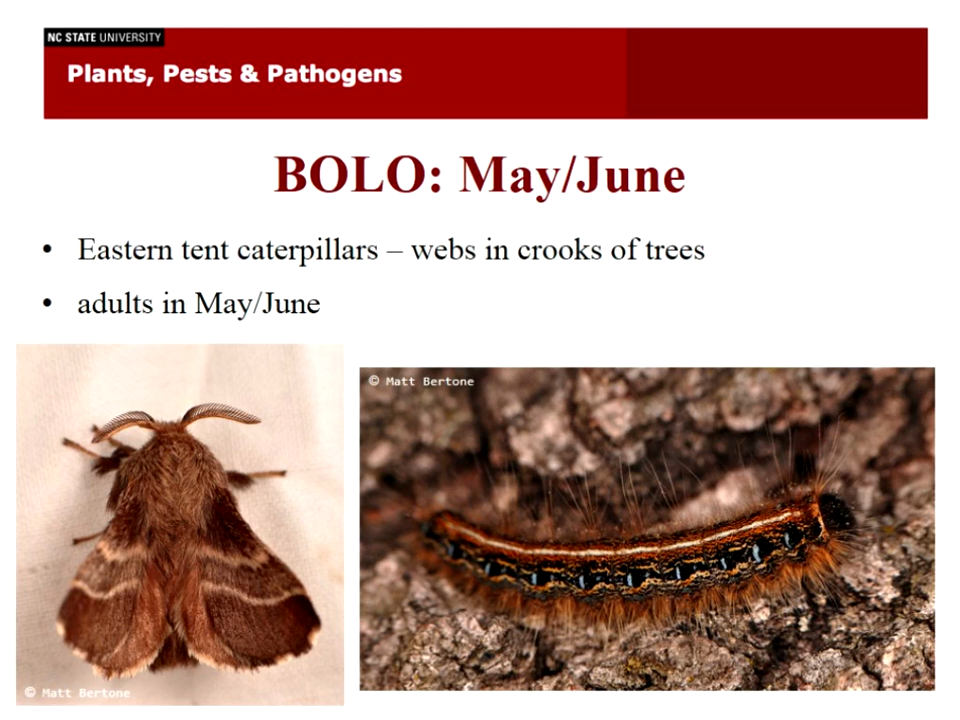 NC STATE UNIVERSITY
Plants, Pests & Pathogens
BOLO: May/June
• Eastern tent caterpillars – webs in crooks of trees
• adults in May/June
© Matt Bertone
© Matt Bertone